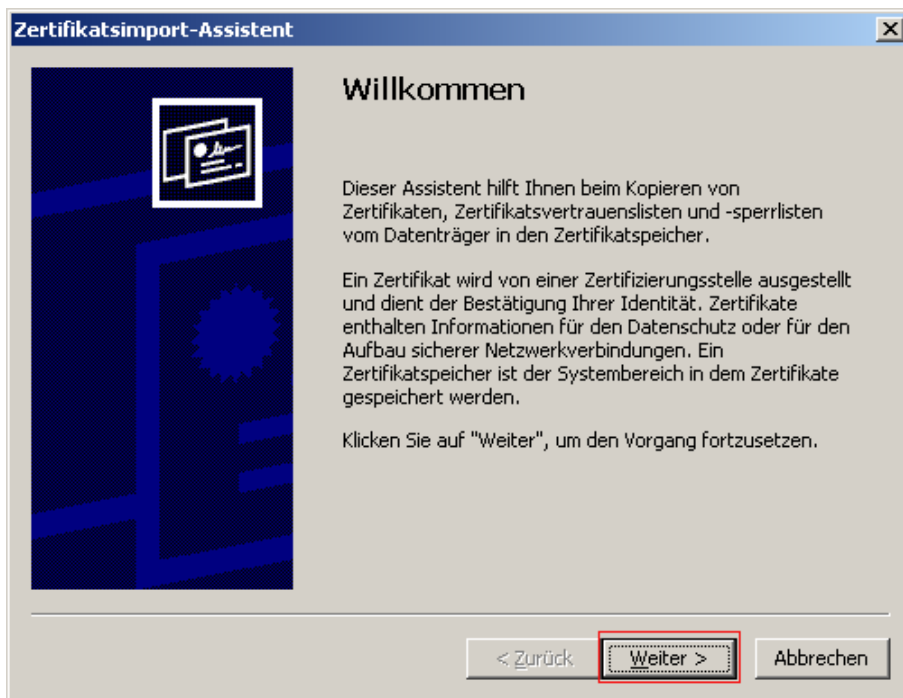 Zertifikatsimport-Assistent
Willkommen
Dieser Assistent hilft Ihnen beim Kopieren von
Zertifikaten, Zertifikatsvertrauenslisten und -sperrlisten
vom Datenträger in den Zertifikatspeicher.
Ein Zertifikat wird von einer Zertifizierungsstelle ausgestellt
und dient der Bestätigung Ihrer Identität. Zertifikate
enthalten Informationen für den Datenschutz oder für den
Aufbau sicherer Netzwerkverbindungen. Ein
Zertifikatspeicher ist der Systembereich in dem Zertifikate
gespeichert werden.
Klicken Sie auf "Weiter", um den Vorgang fortzusetzen.
< Zurück Weiter > Abbrechen